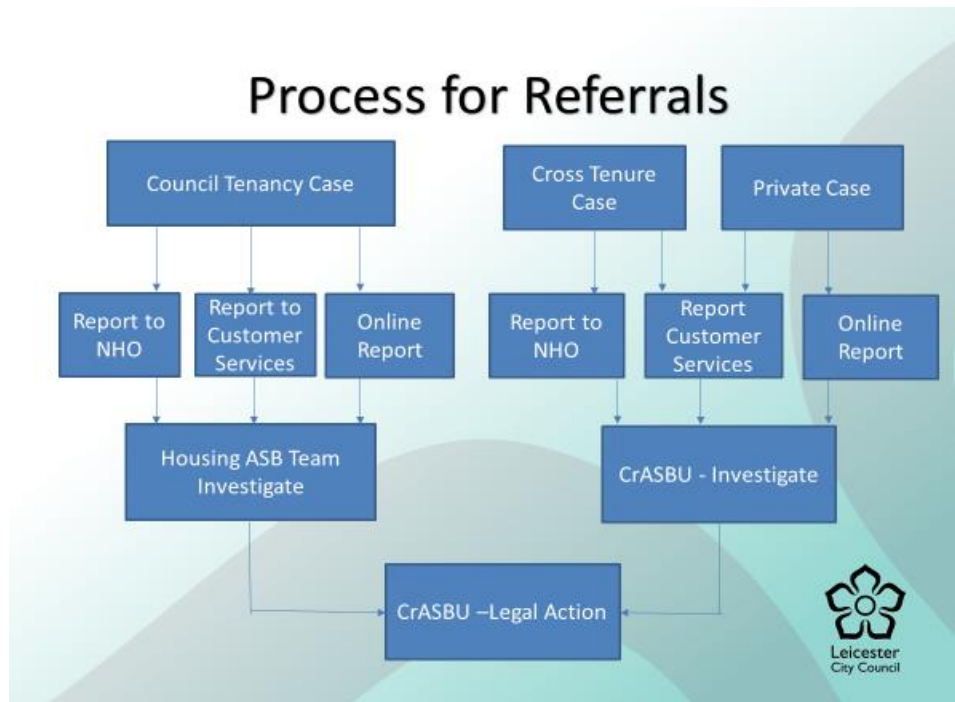 Process for Referrals
Council Tenancy Case
Cross Tenure
Case
Private Case
Report to
NHO
Report to
Customer
Services
Online
Report
Report to
NHO
Report
Customer
Services
Online
Report
Housing ASB Team
Investigate
CrASBU - Investigate
CrASBU –Legal Action
Leicester
City Council